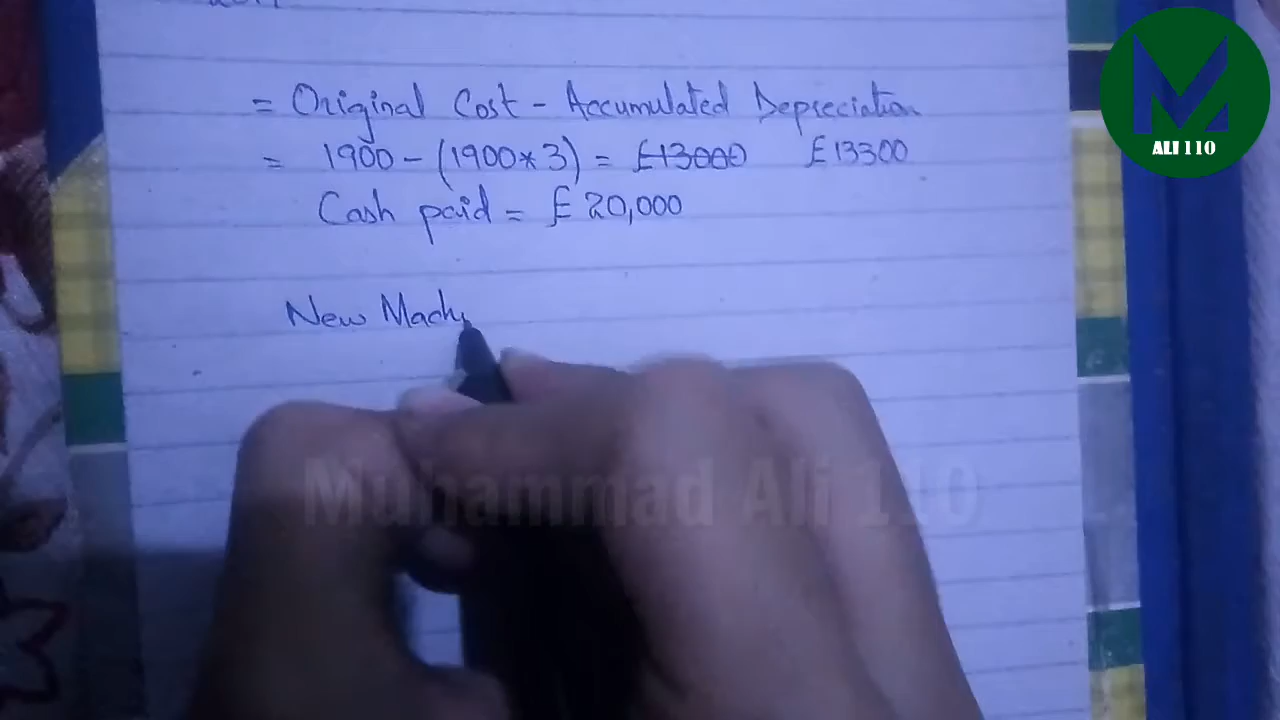 = Original Cost - Accumulated Depreciation
= 1900 - (1900*3) = £13000 £13300
Cash paid = £20,000
New Machi
Muhammad Ali 110
ALI 110